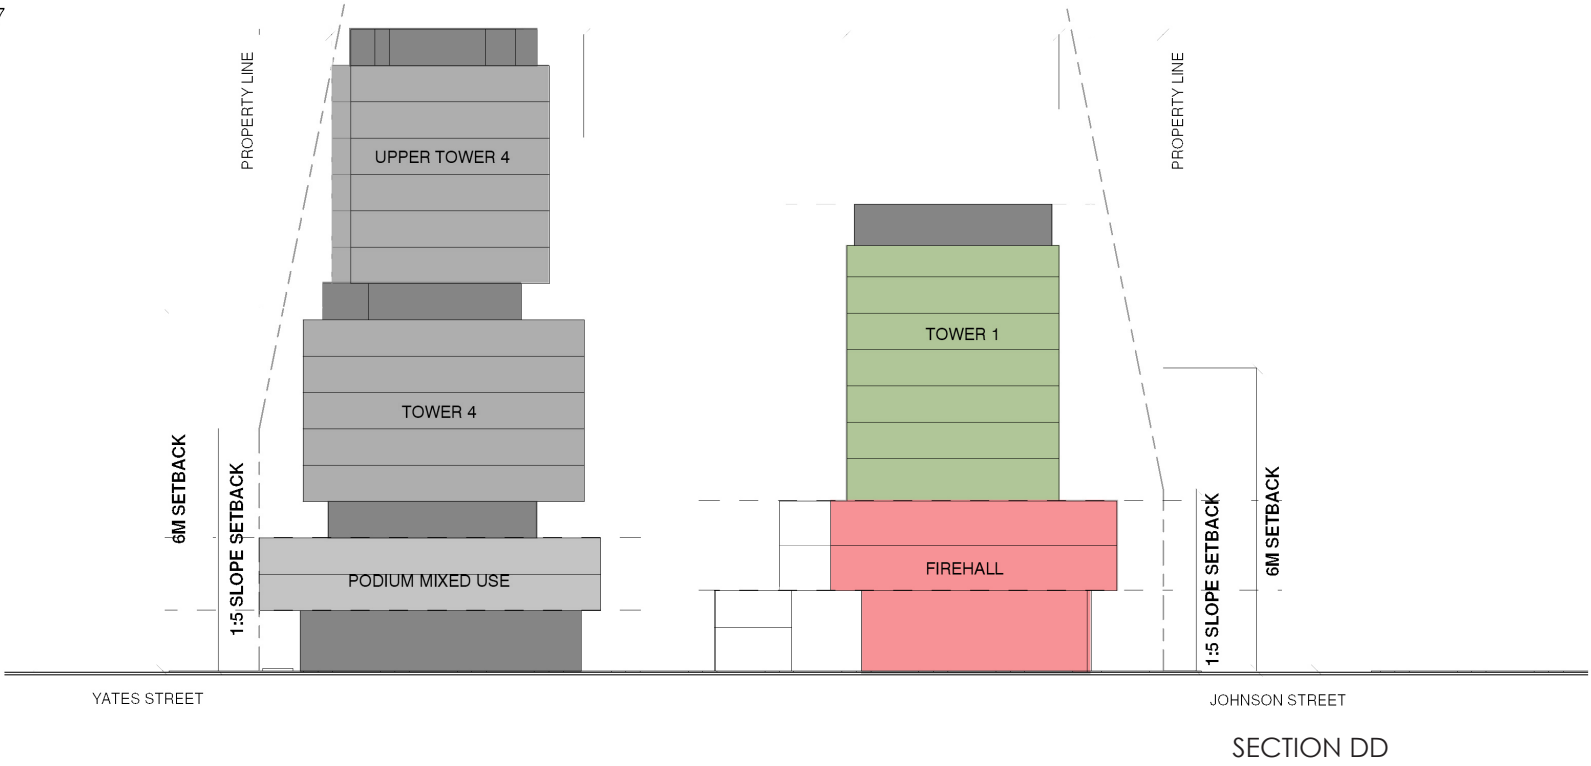 7
PROPERTY LINE
PROPERTY LINE
UPPER TOWER 4
TOWER 1
TOWER 4
6M SETBACK
1:5 SLOPE SETBACK
PODIUM MIXED USE
FIREHALL
1:5 SLOPE SETBACK
6M SETBACK
YATES STREET
JOHNSON STREET
SECTION DD